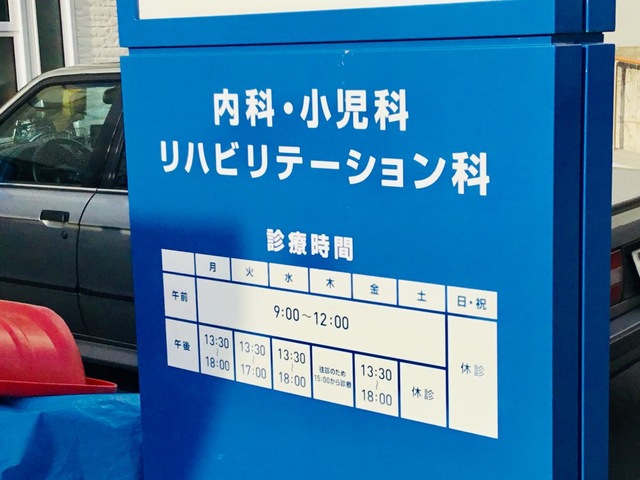 内科・小児科
リハビリテーション科
診療時間
月 火 水 木 金 土 日・祝
午前 9:00～12:00 休診
午後 13:30～18:00 13:30～17:00 13:30～18:00 往診のため15:00から診療 13:30～18:00 休診